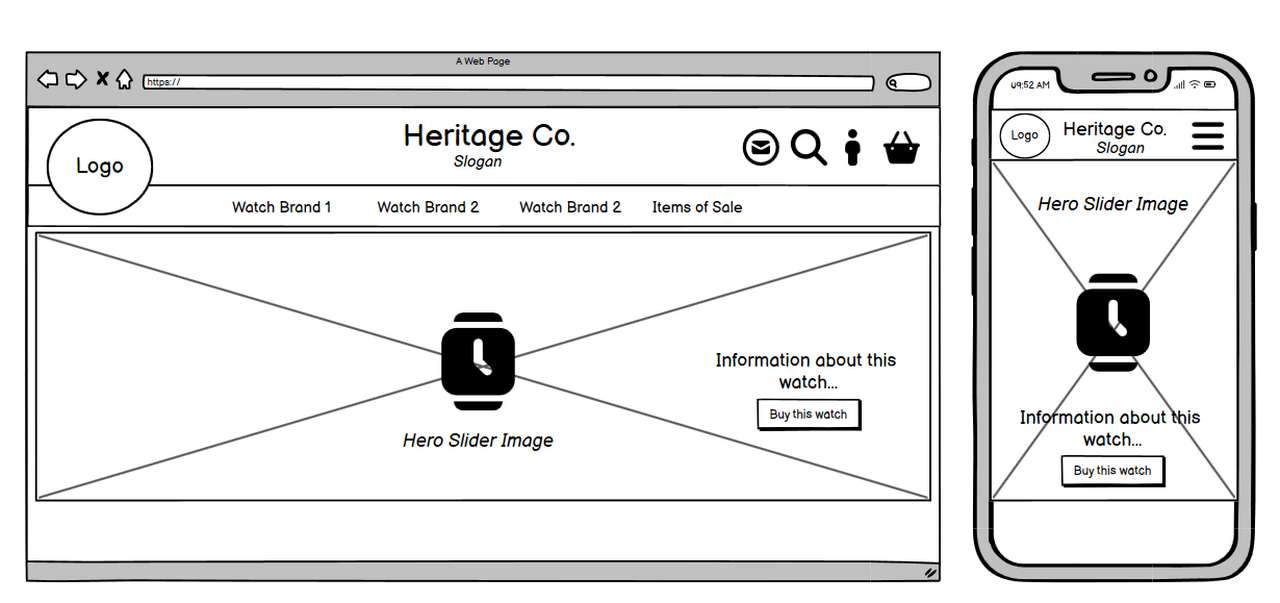 A Web Page
https://
Logo
Heritage Co.
Slogan
Watch Brand 1
Watch Brand 2
Watch Brand 2
Items of Sale
Information about this
watch...
Buy this watch
Hero Slider Image
09:52 AM
Logo
Heritage Co.
Slogan
Hero Slider Image
Information about this
watch...
Buy this watch